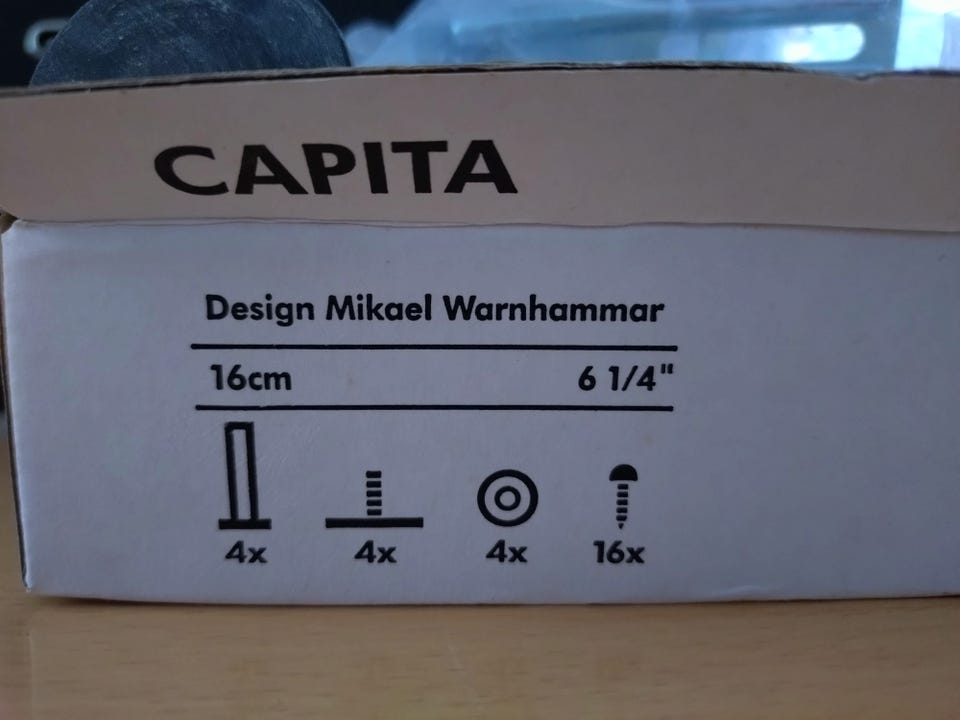 CAPITA
Design Mikael Warnhammar
16cm 6 1/4"
4x 4x 4x 16x